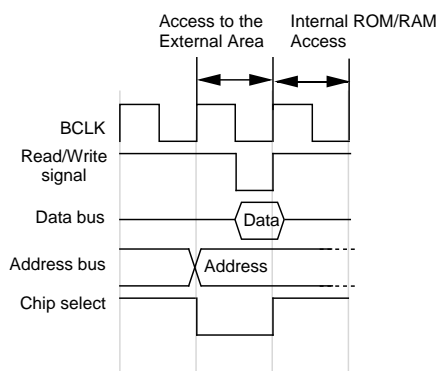 Access to the
External Area
Internal ROM/RAM
Access
BCLK
Read/Write
signal
Data bus
Data
Address bus
Address
Chip select